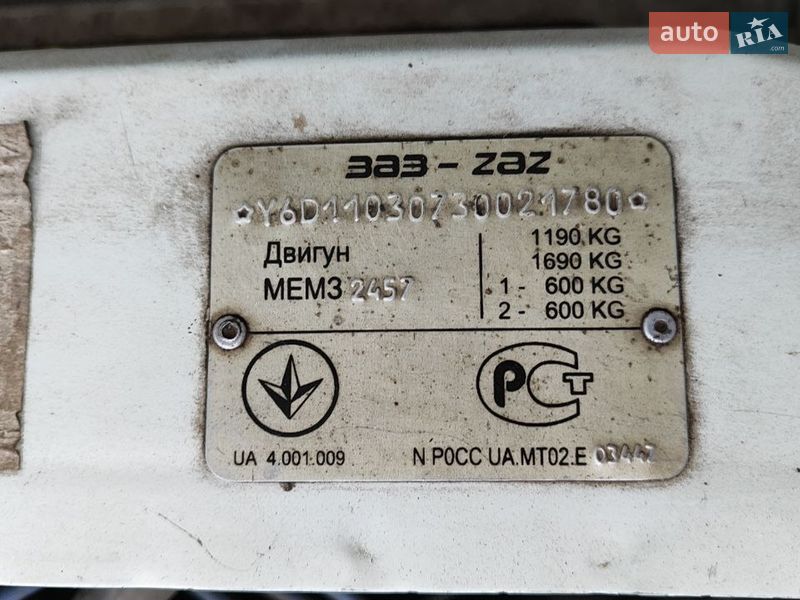 auto RIA
ЗАЗ - ZAZ
Y6D11030730021780
Двигун
МЕМЗ 2457
1190 KG
1690 KG
1 - 600 KG
2 - 600 KG
РСТ
UA 4.001.009
N РОСС UA.MT02.E 03447